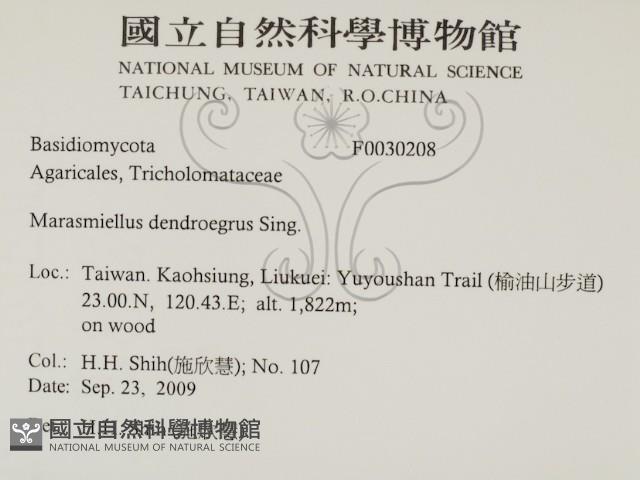 國立自然科學博物館
NATIONAL MUSEUM OF NATURAL SCIENCE
TAICHUNG, TAIWAN, R.O.CHINA
Basidiomycota F0030208
Agaricales, Tricholomataceae
Marasmiellus dendroegrus Sing.
Loc.: Taiwan. Kaohsiung, Liukuei: Yuyoushan Trail (榆油山步道)
23.00.N, 120.43.E; alt. 1,822m;
on wood
Col.: H.H. Shih(施欣慧); No. 107
Date: Sep. 23, 2009
國立自然科學博物館
NATIONAL MUSEUM OF NATURAL SCIENCE